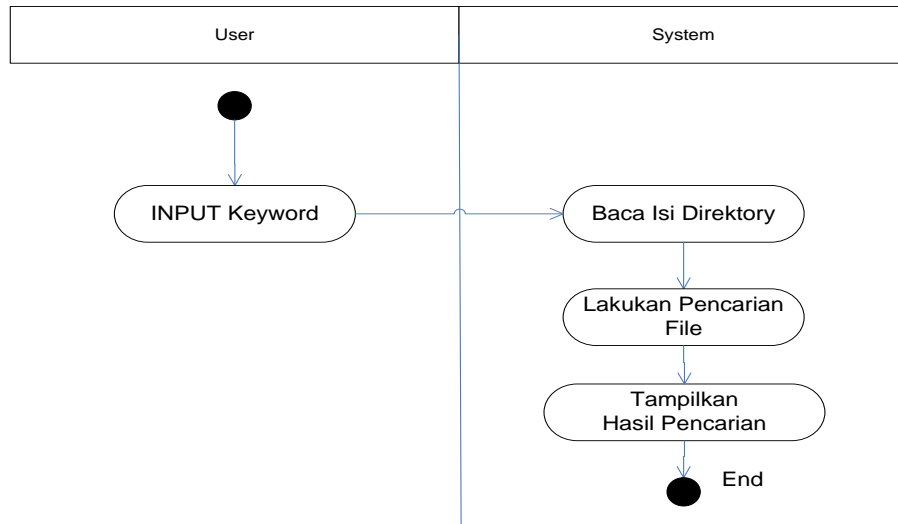 User
System
INPUT Keyword
Baca Isi Direktory
Lakukan Pencarian
File
Tampilkan
Hasil Pencarian
End